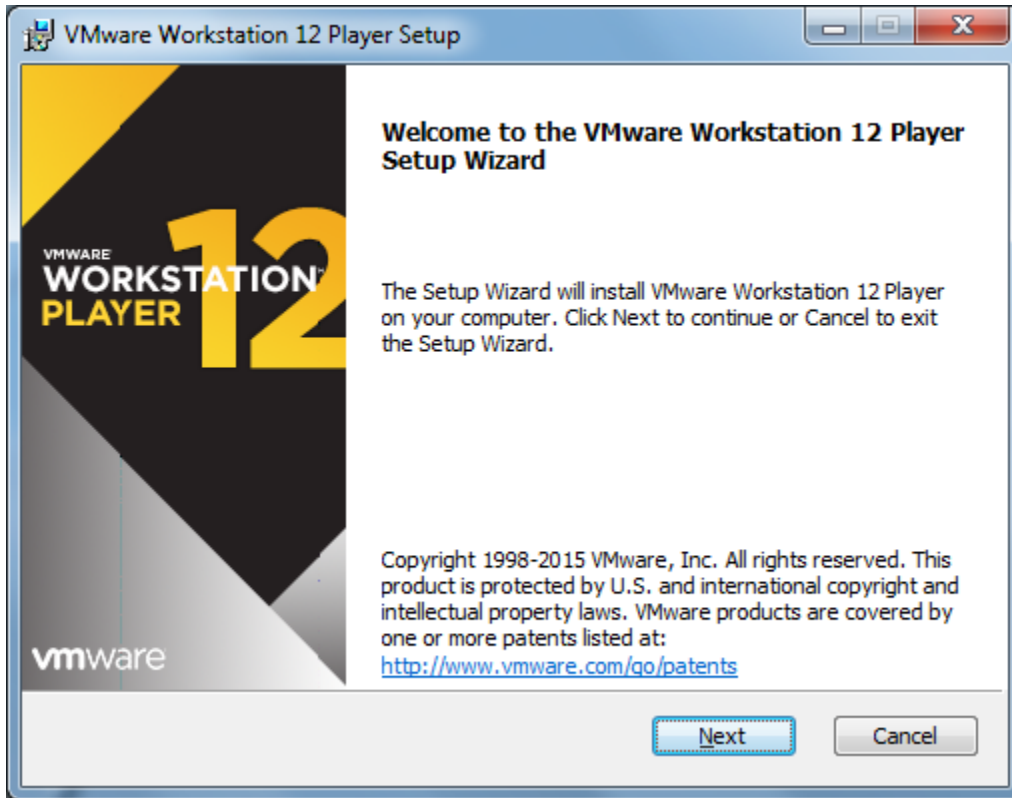 VMware Workstation 12 Player Setup
Welcome to the VMware Workstation 12 Player
Setup Wizard
12
VMWARE
WORKSTATION™
PLAYER
The Setup Wizard will install VMware Workstation 12 Player
on your computer. Click Next to continue or Cancel to exit
the Setup Wizard.
Copyright 1998-2015 VMware, Inc. All rights reserved. This
product is protected by U.S. and international copyright and
intellectual property laws. VMware products are covered by
one or more patents listed at:
http://www.vmware.com/go/patents
vmware
Next
Cancel